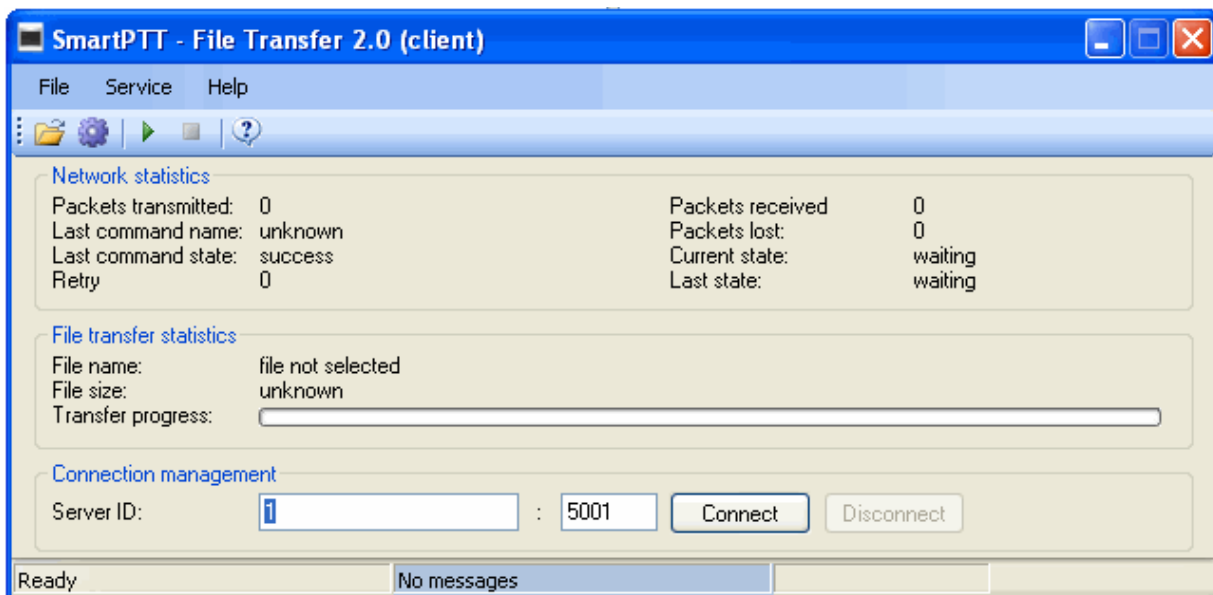 SmartPTT - File Transfer 2.0 (client)
File Service Help
Network statistics
Packets transmitted: 0 Packets received 0
Last command name: unknown Packets lost: 0
Last command state: success Current state: waiting
Retry 0 Last state: waiting
File transfer statistics
File name: file not selected
File size: unknown
Transfer progress:
Connection management
Server ID: 1 : 5001 Connect Disconnect
Ready No messages